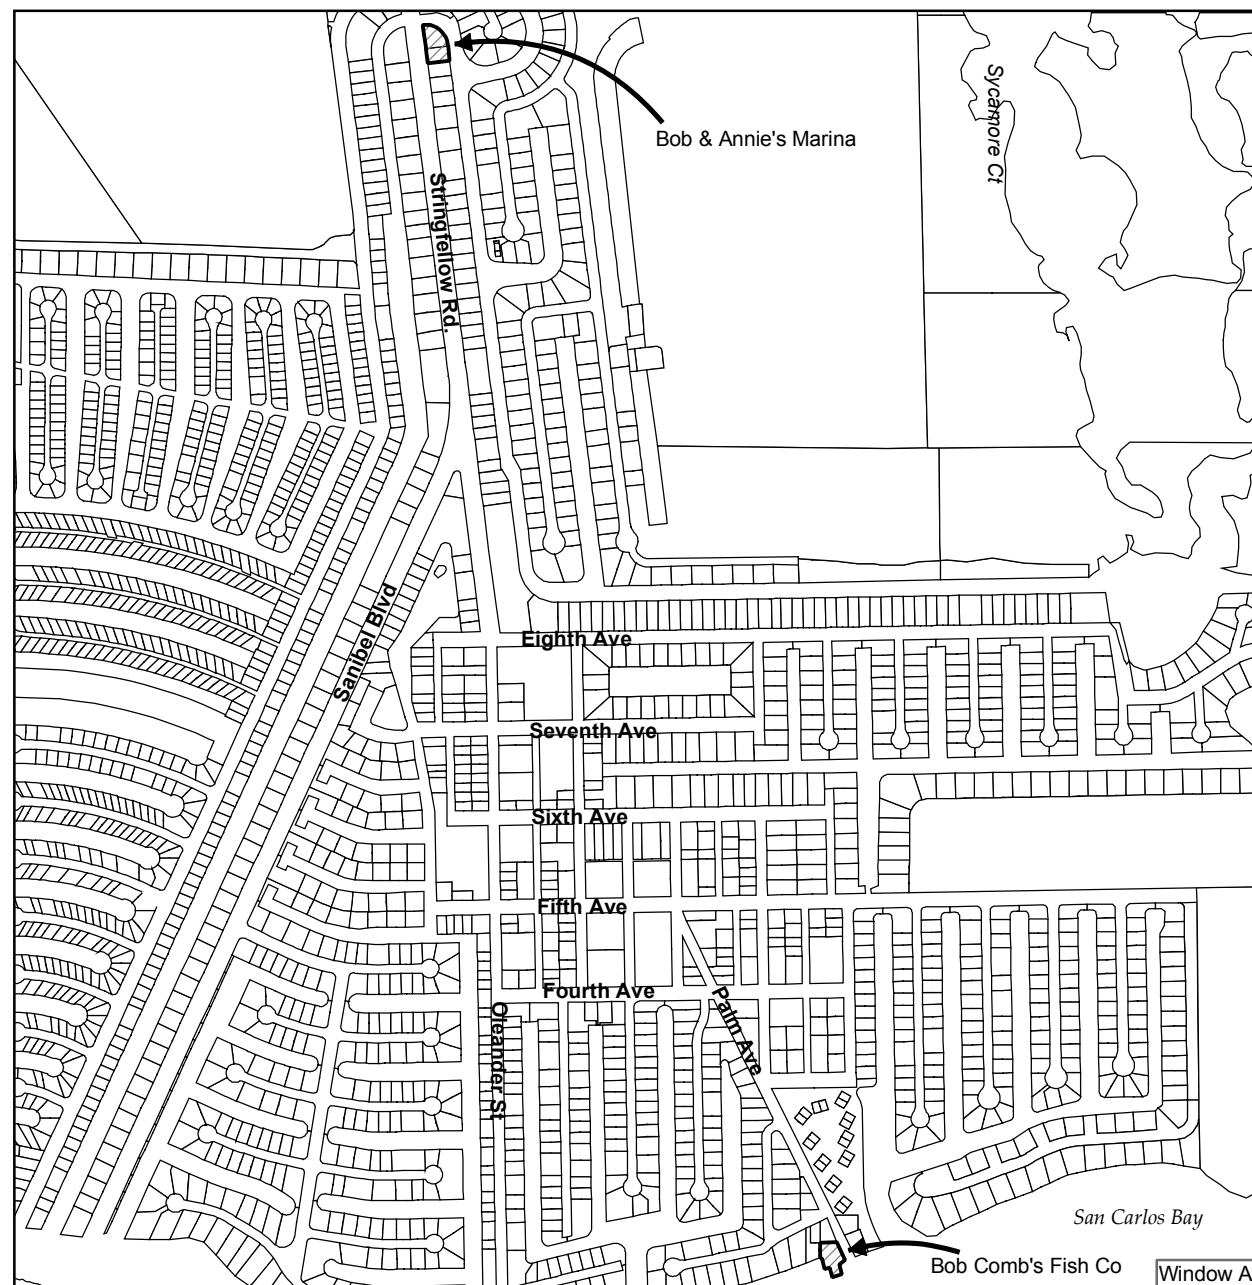 Bob & Annie's Marina
Sycamore Ct
Stringfellow Rd.
Sanibel Blvd
Eighth Ave
Seventh Ave
Sixth Ave
Fifth Ave
Fourth Ave
Palm Ave
Oleander St
San Carlos Bay
Bob Comb's Fish Co
Window A